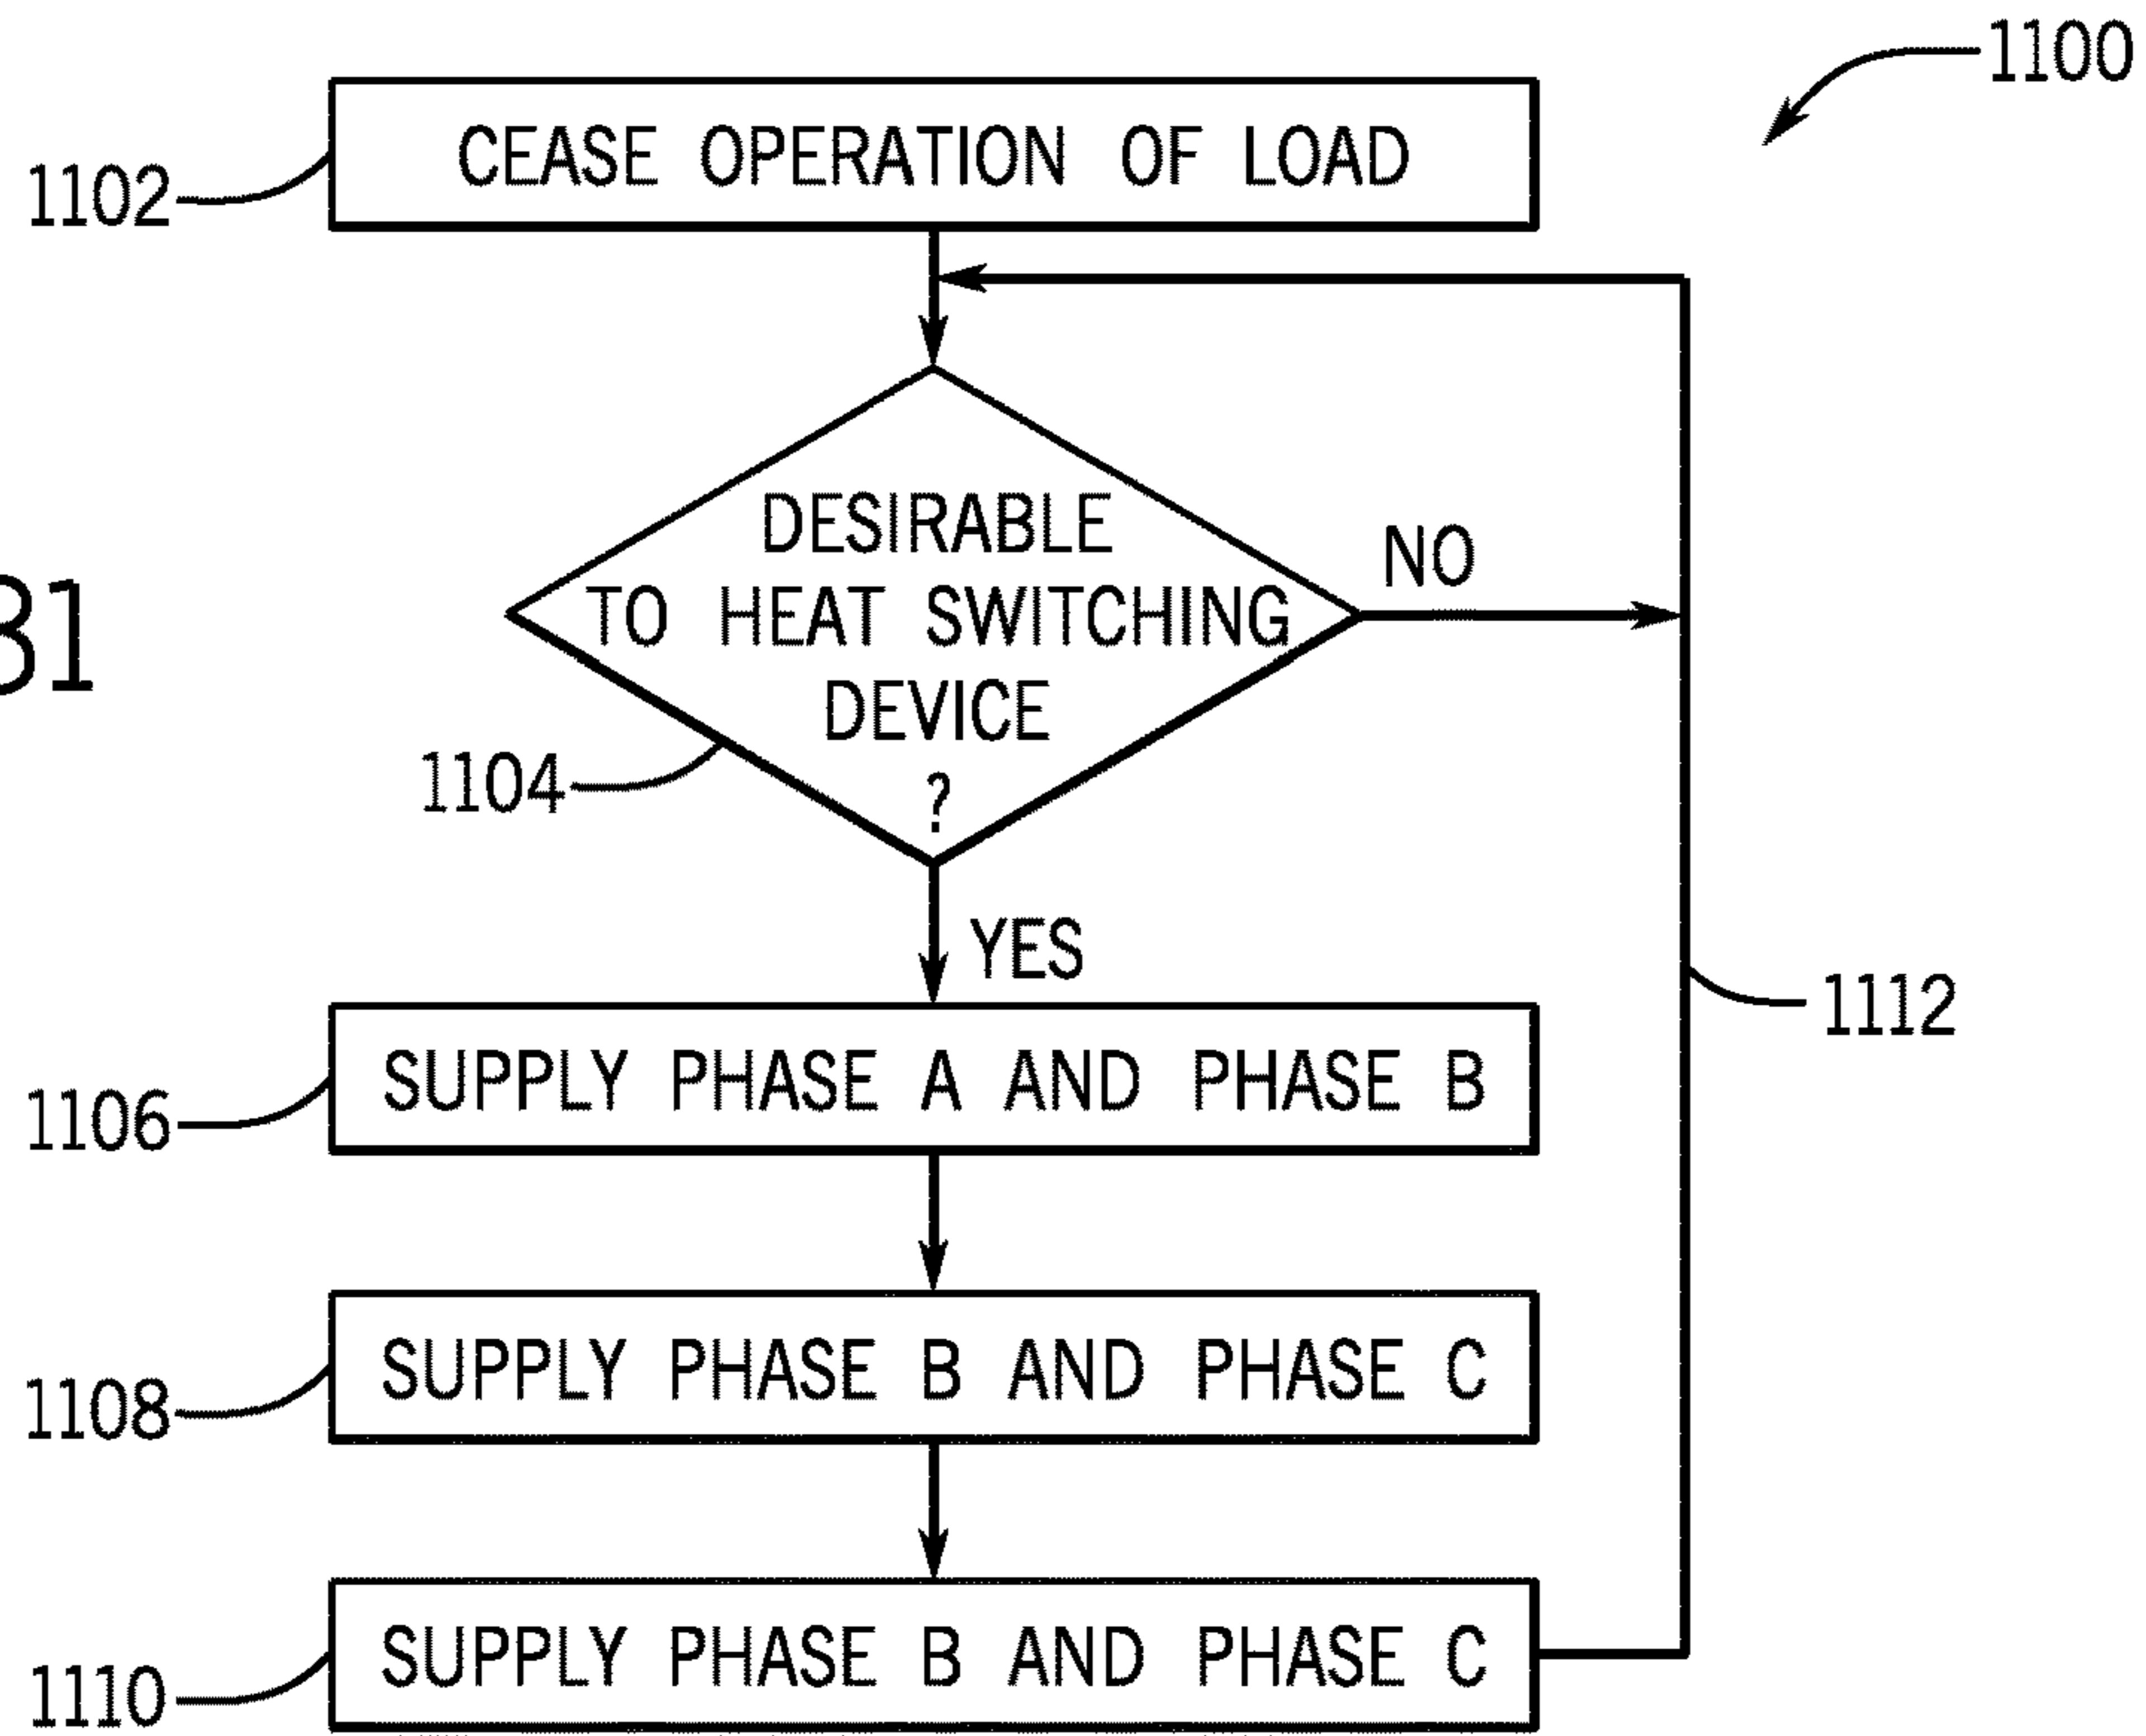 1100
CEASE OPERATION OF LOAD
1102
DESIRABLE
TO HEAT SWITCHING
DEVICE
?
NO
31
1104
YES
1112
SUPPLY PHASE A AND PHASE B
1106
SUPPLY PHASE B AND PHASE C
1108
SUPPLY PHASE B AND PHASE C
1110